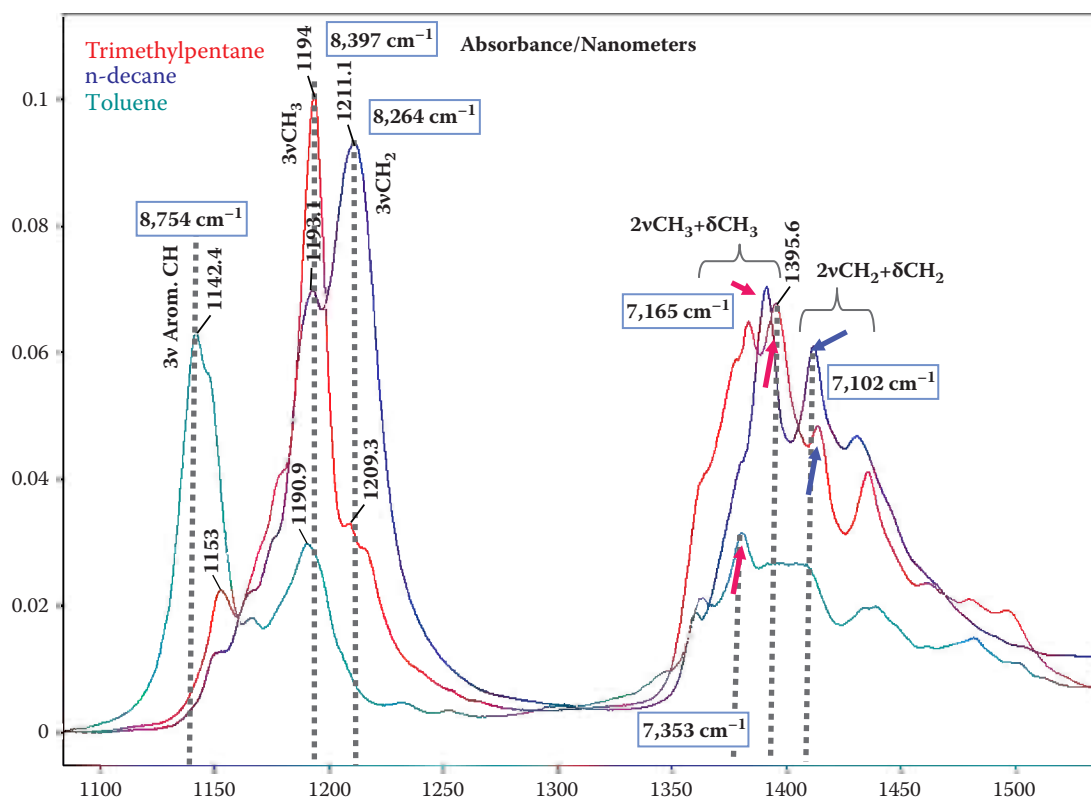 Trimethylpentane
n-decane
Toluene
8,397 cm⁻¹
Absorbance/Nanometers
1194
1211.1
8,264 cm⁻¹
3νCH₃
3νCH₂
8,754 cm⁻¹
3ν Arom. CH
1142.4
1193.1
1153
1190.9
1209.3
2νCH₃+δCH₃
1395.6
2νCH₂+δCH₂
7,165 cm⁻¹
7,102 cm⁻¹
7,353 cm⁻¹
0.1
0.08
0.06
0.04
0.02
0
1100 1150 1200 1250 1300 1350 1400 1450 1500